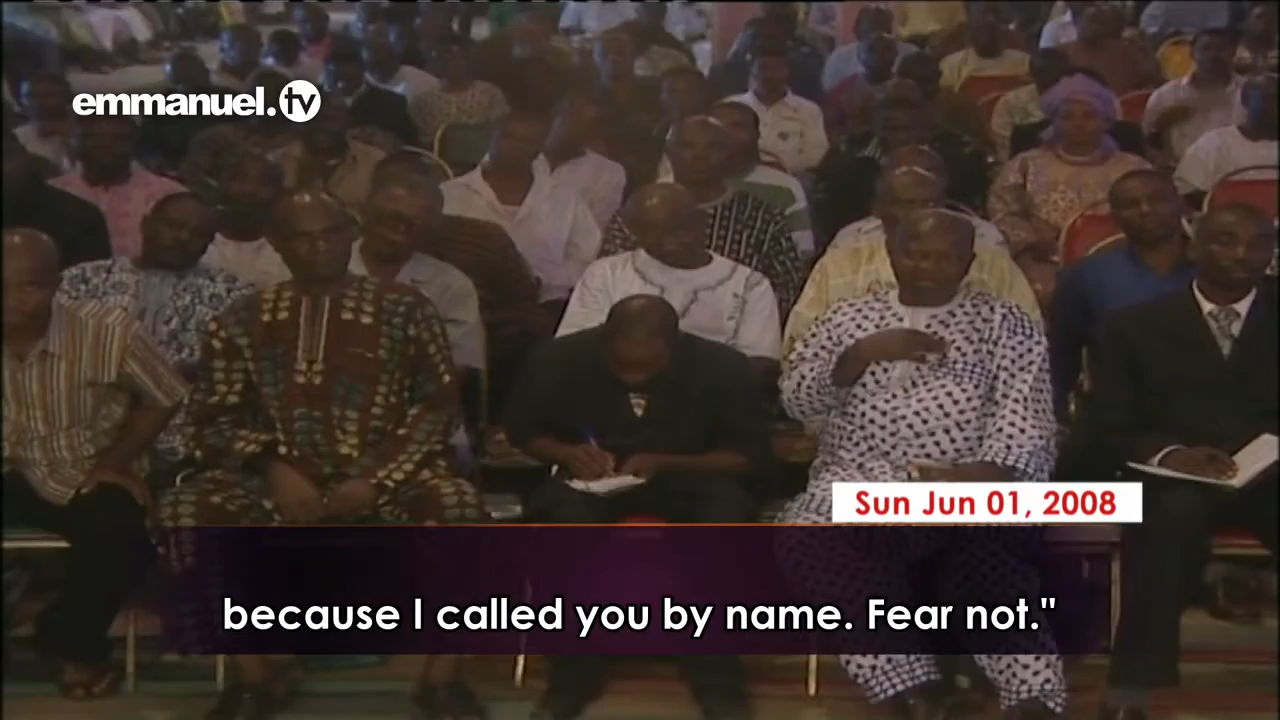 emmanuel.tv
Sun Jun 01, 2008
because I called you by name. Fear not."